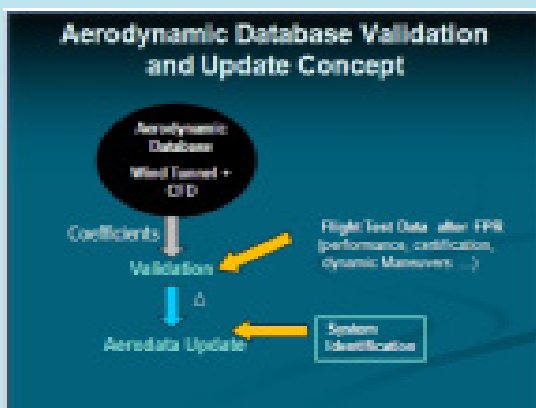 Aerodynamic Database Validation
and Update Concept
Aerodynamic
Database
Wind Tunnel +
CFD
Coefficients
Flight Test Data after FPR
(performance, certification,
dynamic Maneuvers ...)
Validation
Δ
Aerodata Update
System
Identification